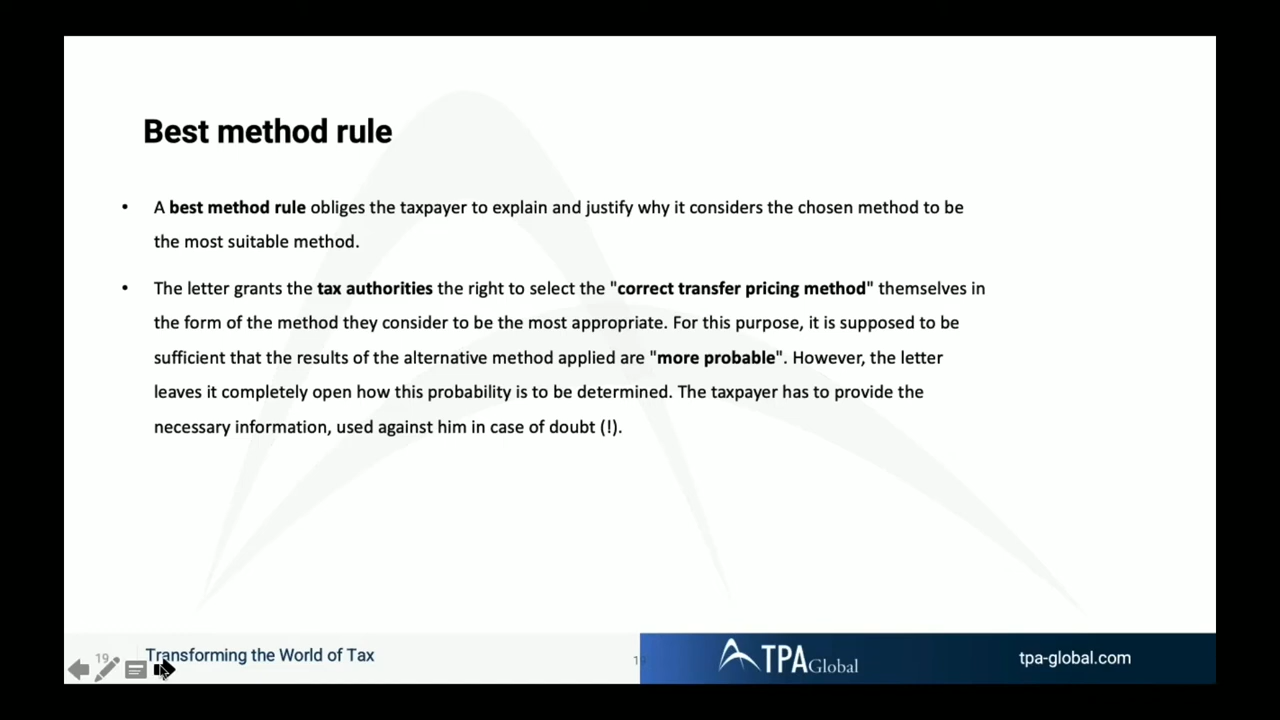 Best method rule
• A best method rule obliges the taxpayer to explain and justify why it considers the chosen method to be
the most suitable method.
• The letter grants the tax authorities the right to select the "correct transfer pricing method" themselves in
the form of the method they consider to be the most appropriate. For this purpose, it is supposed to be
sufficient that the results of the alternative method applied are "more probable". However, the letter
leaves it completely open how this probability is to be determined. The taxpayer has to provide the
necessary information, used against him in case of doubt (!).
19
Transforming the World of Tax
TPA Global
tpa-global.com